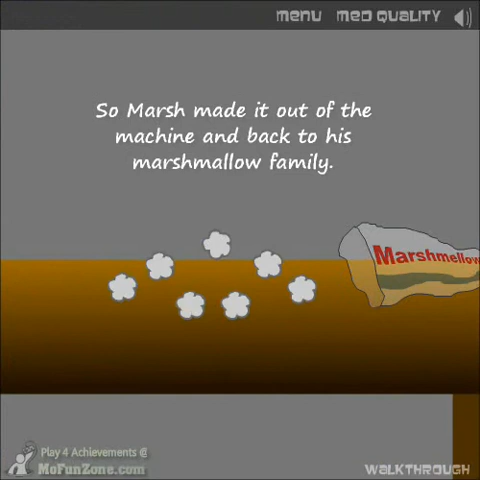 MENU MED QUALITY
So Marsh made it out of the
machine and back to his
marshmallow family.
Marshmellow
Play 4 Achievements @
MoFunZone.com
WALKTHROUGH